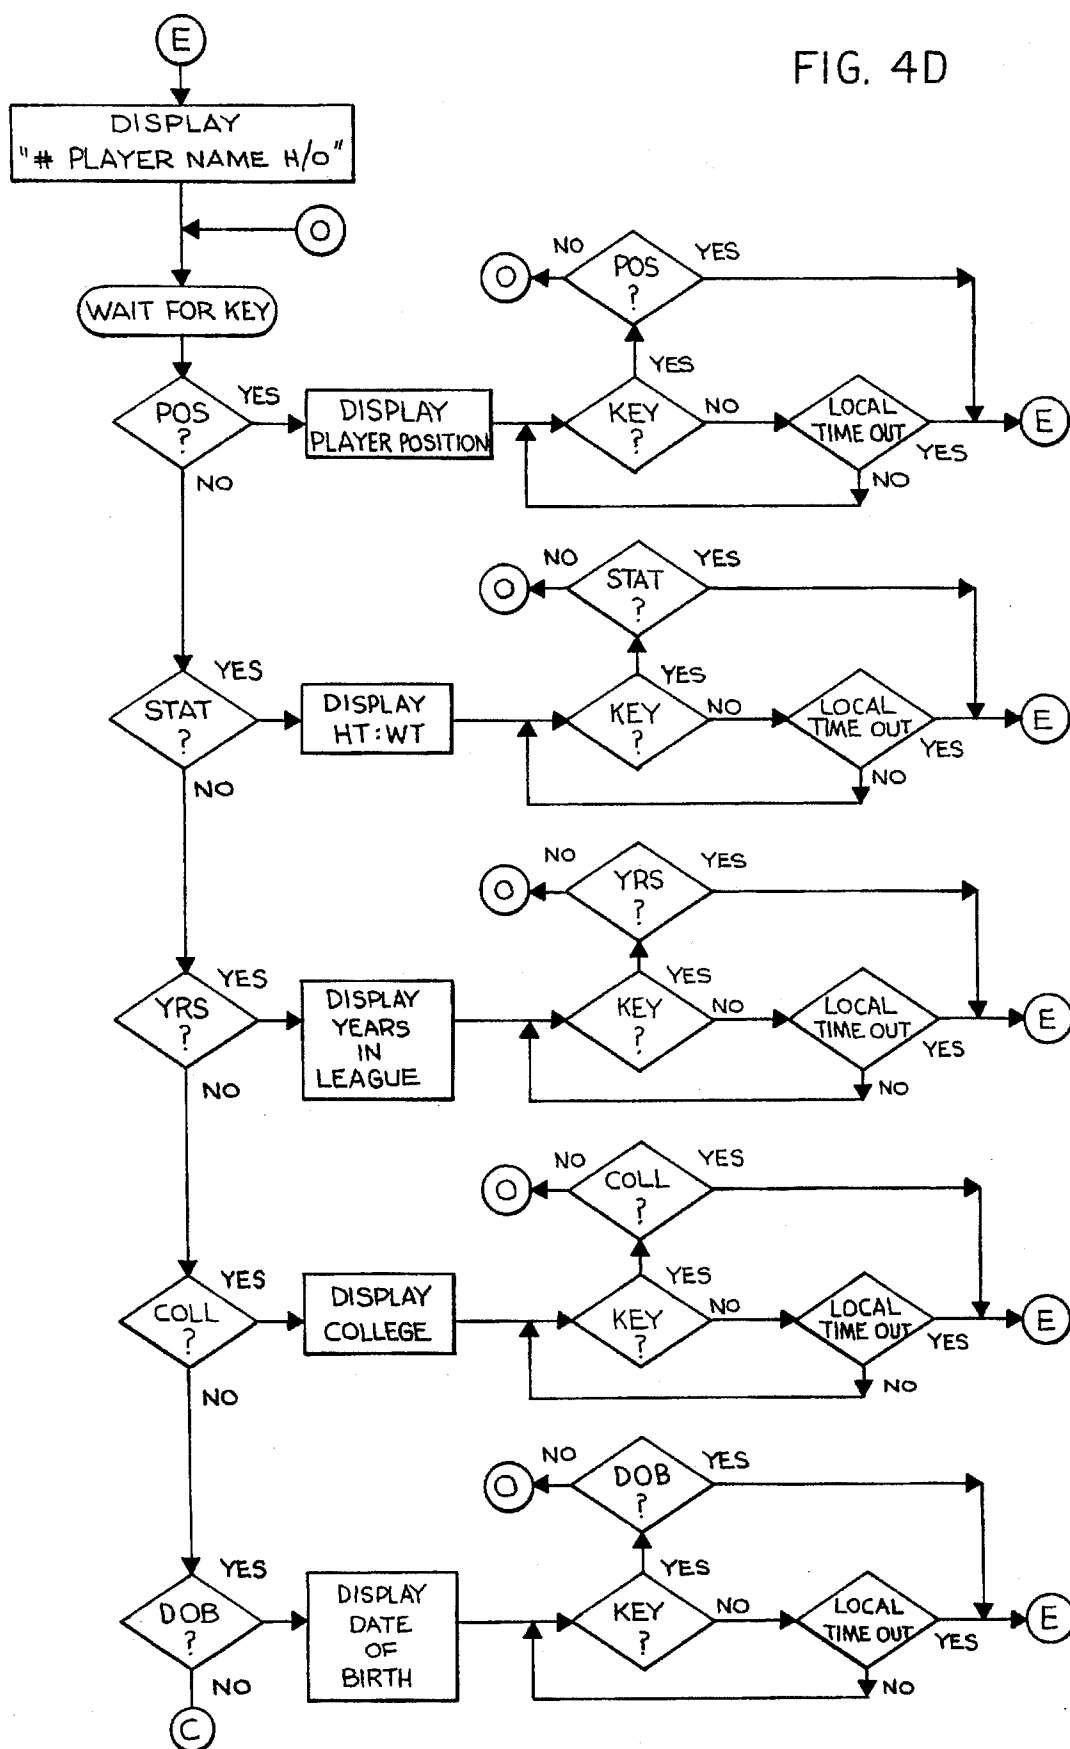 E
FIG. 4D
DISPLAY
"# PLAYER NAME H/O"
O
WAIT FOR KEY
NO
POS
?
YES
O
YES
POS
?
YES
DISPLAY
PLAYER POSITION
KEY
?
NO
LOCAL
TIME OUT
YES
E
NO
NO
NO
STAT
?
YES
O
YES
STAT
?
YES
DISPLAY
HT:WT
KEY
?
NO
LOCAL
TIME OUT
YES
E
NO
NO
NO
YRS
?
YES
O
YES
YRS
?
YES
DISPLAY
YEARS
IN
LEAGUE
KEY
?
NO
LOCAL
TIME OUT
YES
E
NO
NO
NO
COLL
?
YES
O
YES
COLL
?
YES
DISPLAY
COLLEGE
KEY
?
NO
LOCAL
TIME OUT
YES
E
NO
NO
NO
DOB
?
YES
O
YES
DOB
?
YES
DISPLAY
DATE
OF
BIRTH
KEY
?
NO
LOCAL
TIME OUT
YES
E
NO
NO
C